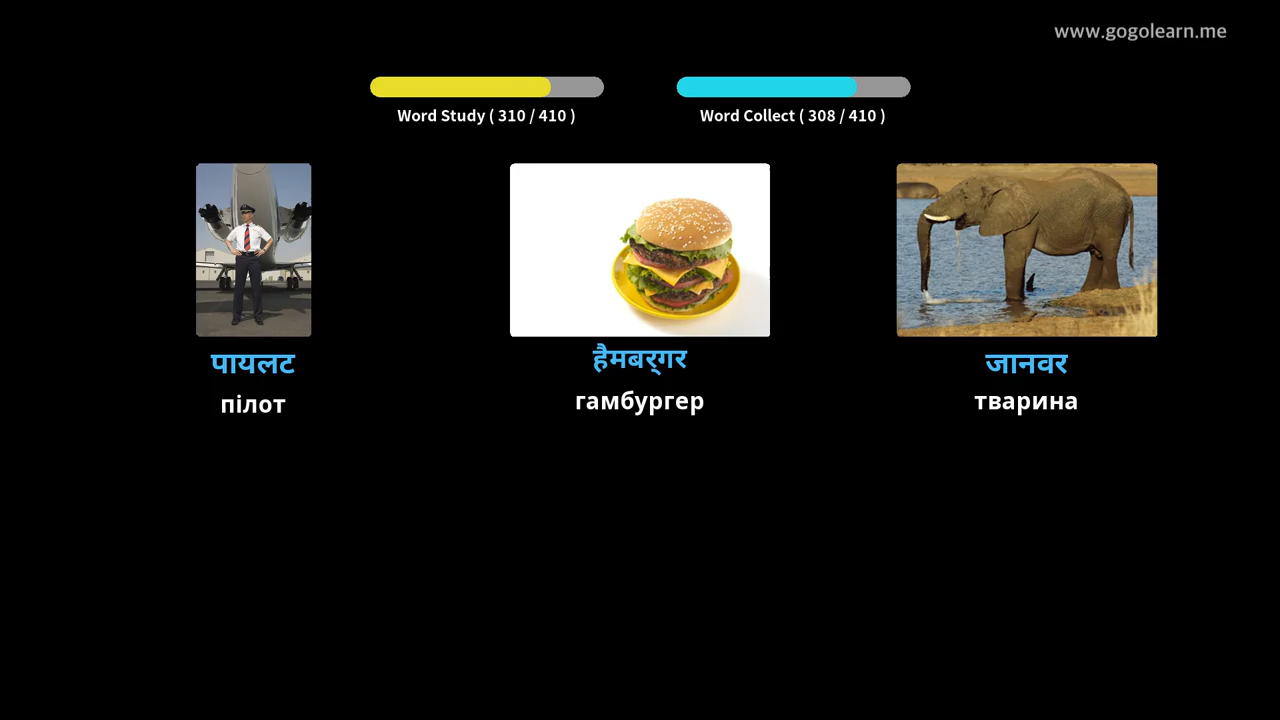 www.gogolearn.me
Word Study ( 310 / 410 )
Word Collect ( 308 / 410 )
पायलट
пілот
हैमबर्‌गर
гамбургер
जानवर
тварина